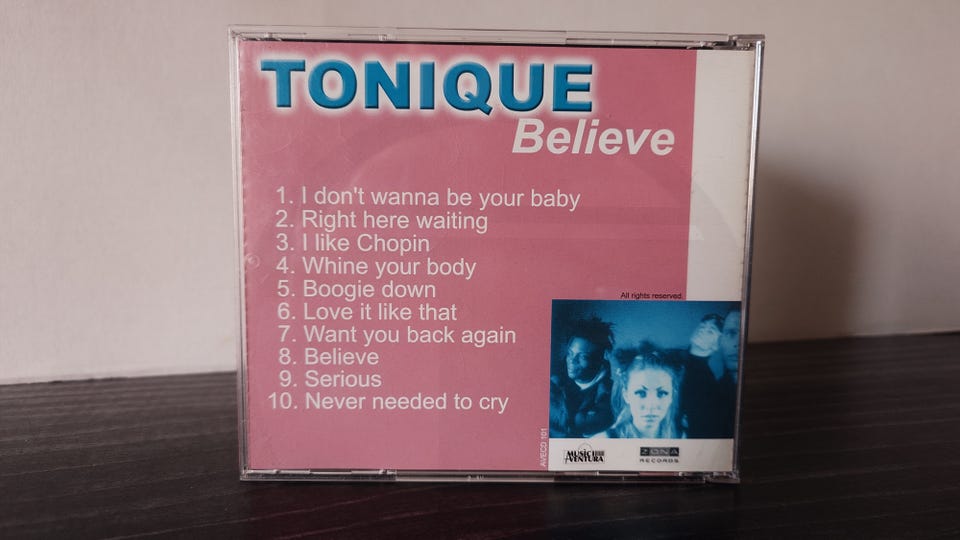 TONIQUE
Believe
1. I don't wanna be your baby
2. Right here waiting
3. I like Chopin
4. Whine your body
5. Boogie down
6. Love it like that
7. Want you back again
8. Believe
9. Serious
10. Never needed to cry
All rights reserved.
AVECD 101
MUSIC
AVENTURA
ZONA
RECORDS